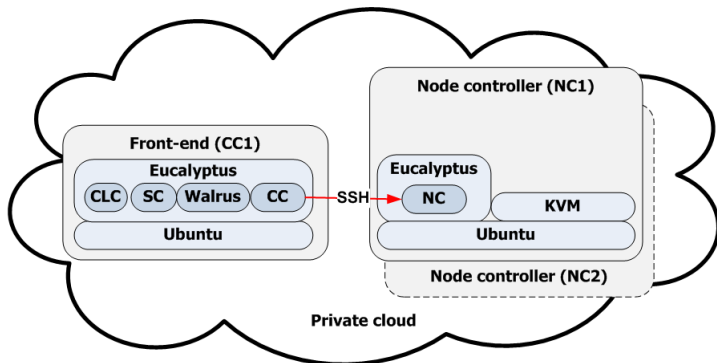 Node controller (NC1)
Front-end (CC1)
Eucalyptus
CLC SC Walrus CC
Ubuntu
SSH
Eucalyptus
NC
KVM
Ubuntu
Node controller (NC2)
Private cloud